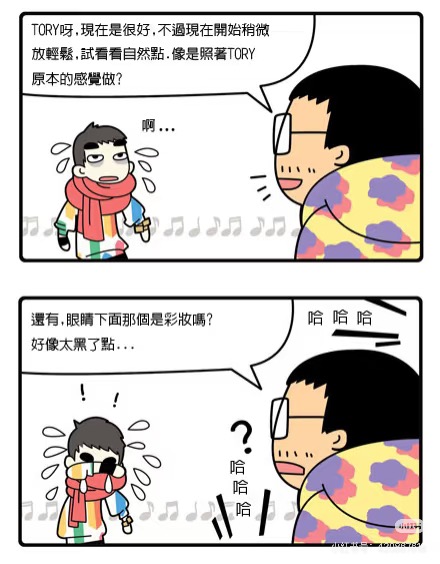 TORY呀,現在是很好,不過現在開始稍微
放輕鬆,試看看自然點.像是照著TORY
原本的感覺做?
啊...
還有,眼睛下面那個是彩妝嗎?
好像太黑了點...
哈 哈 哈
! !
?
哈
哈
哈